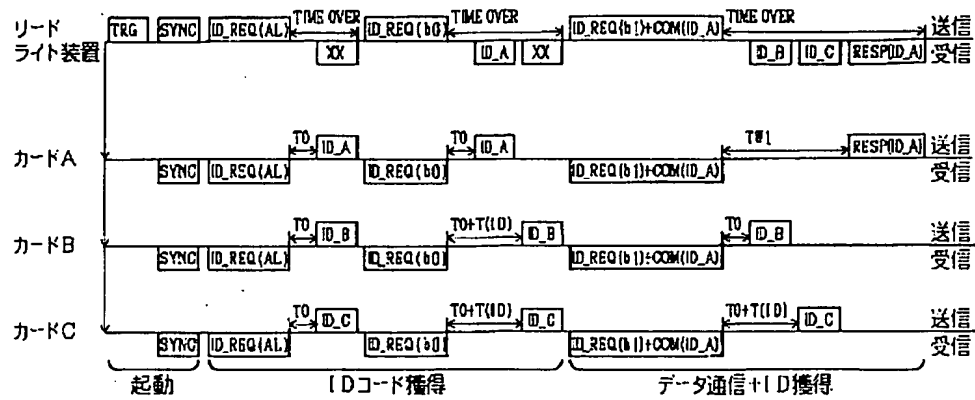 リード
ライト装置
TRG SYNC ID_REQ(AL) TIME OVER ID_REQ(b0) TIME OVER ID_REQ(b1)+COM(ID_A) TIME OVER 送信
XX ID_A XX ID_B ID_C RESP(ID_A) 受信
カードA
T0 ID_A T0 ID_A TW1 RESP(ID_A) 送信
SYNC ID_REQ(AL) ID_REQ(b0) ID_REQ(b1)+COM(ID_A) 受信
カードB
T0 ID_B T0+T(ID) ID_B T0 ID_B 送信
SYNC ID_REQ(AL) ID_REQ(b0) ID_REQ(b1)+COM(ID_A) 受信
カードC
T0 ID_C T0+T(ID) ID_C T0+T(ID) ID_C 送信
SYNC ID_REQ(AL) ID_REQ(b0) ID_REQ(b1)+COM(ID_A) 受信
起動 IDコード獲得 データ通信+ID獲得